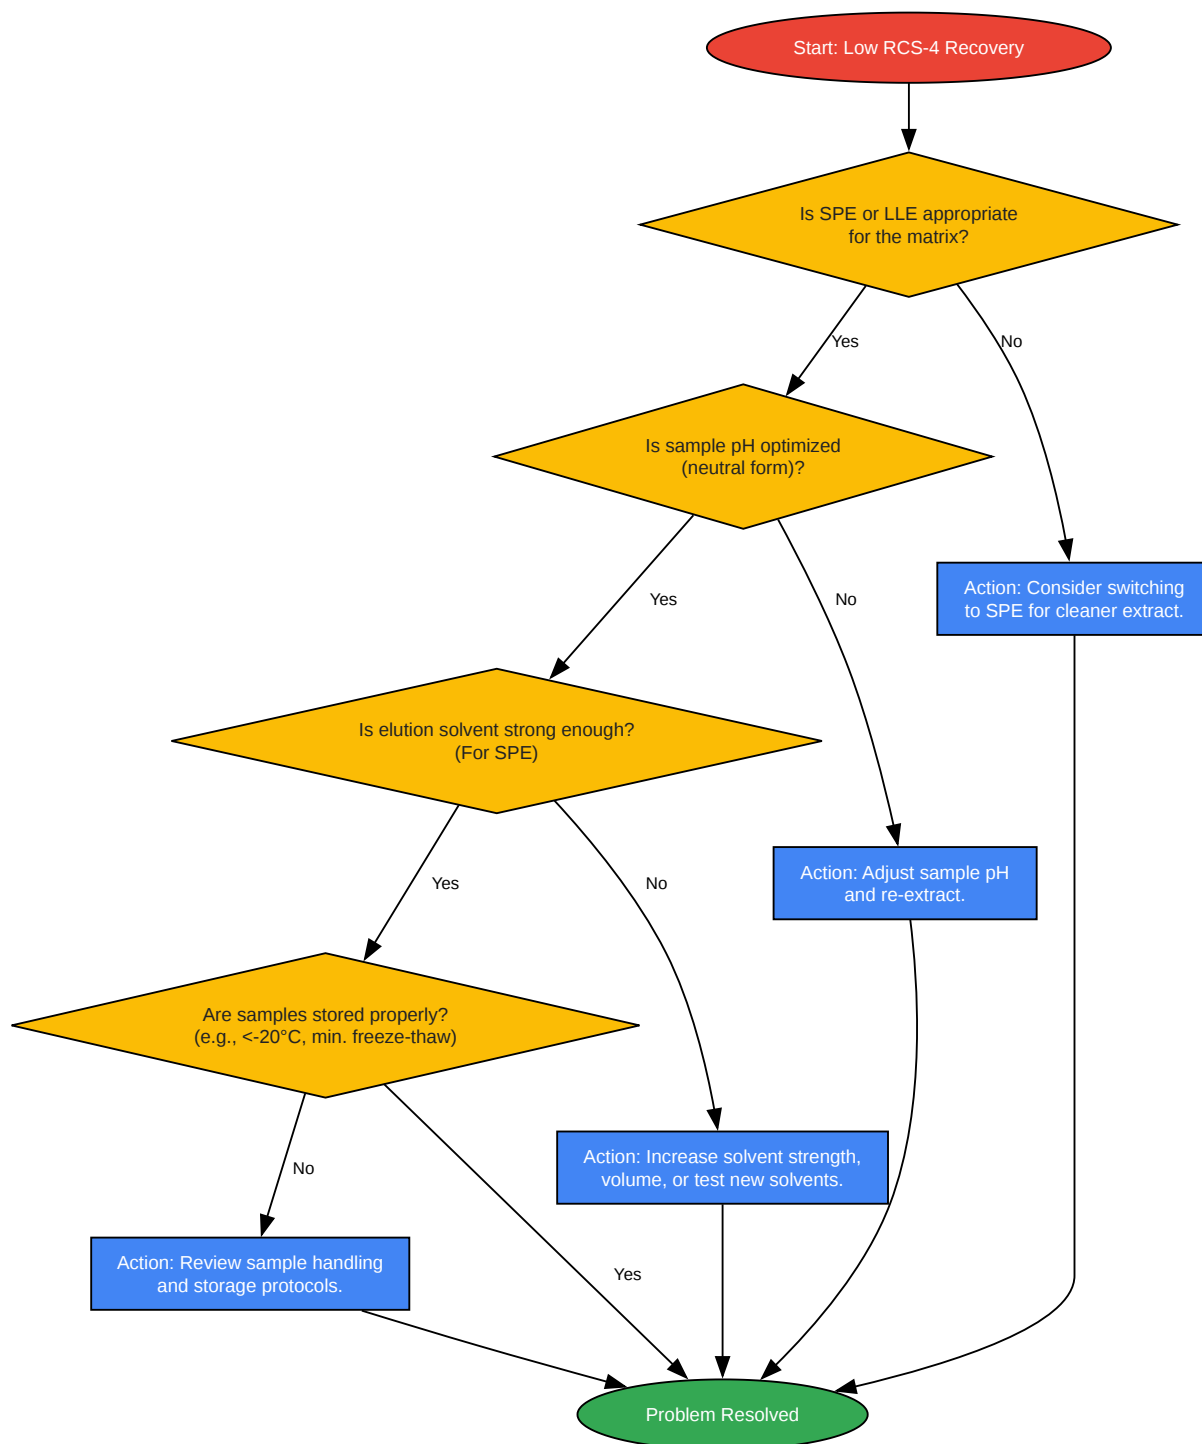 Start: Low RCS-4 Recovery
Is SPE or LLE appropriate
for the matrix?
Yes
No
Is sample pH optimized
(neutral form)?
Yes
No
Action: Consider switching
to SPE for cleaner extract.
Is elution solvent strong enough?
(For SPE)
Yes
No
Action: Adjust sample pH
and re-extract.
Are samples stored properly?
(e.g., <-20°C, min. freeze-thaw)
No
Yes
Action: Increase solvent strength,
volume, or test new solvents.
Action: Review sample handling
and storage protocols.
Problem Resolved